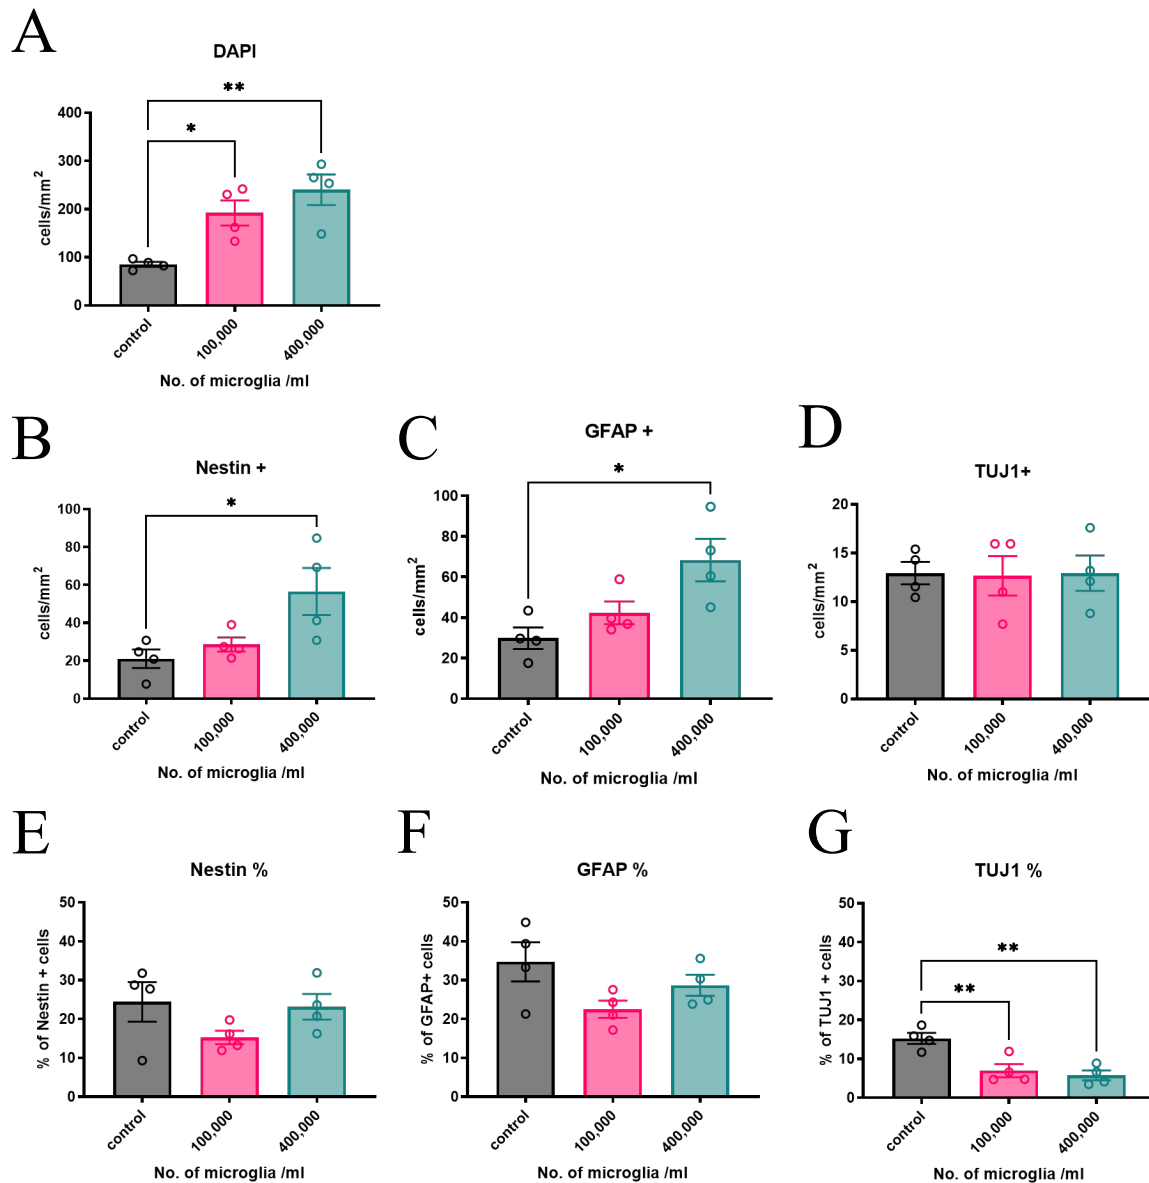 A
DAPI
**
*
400
300
200
100
0
cells/mm²
control
100,000
400,000
No. of microglia /ml
B
Nestin +
*
100
80
60
40
20
0
cells/mm²
control
100,000
400,000
No. of microglia /ml
C
GFAP +
*
100
80
60
40
20
0
cells/mm²
control
100,000
400,000
No. of microglia /ml
D
TUJ1+
20
15
10
5
0
cells/mm²
control
100,000
400,000
No. of microglia /ml
E
Nestin %
50
40
30
20
10
0
% of Nestin + cells
control
100,000
400,000
No. of microglia /ml
F
GFAP %
50
40
30
20
10
0
% of GFAP+ cells
control
100,000
400,000
No. of microglia /ml
G
TUJ1 %
**
**
50
40
30
20
10
0
% of TUJ1 + cells
control
100,000
400,000
No. of microglia /ml